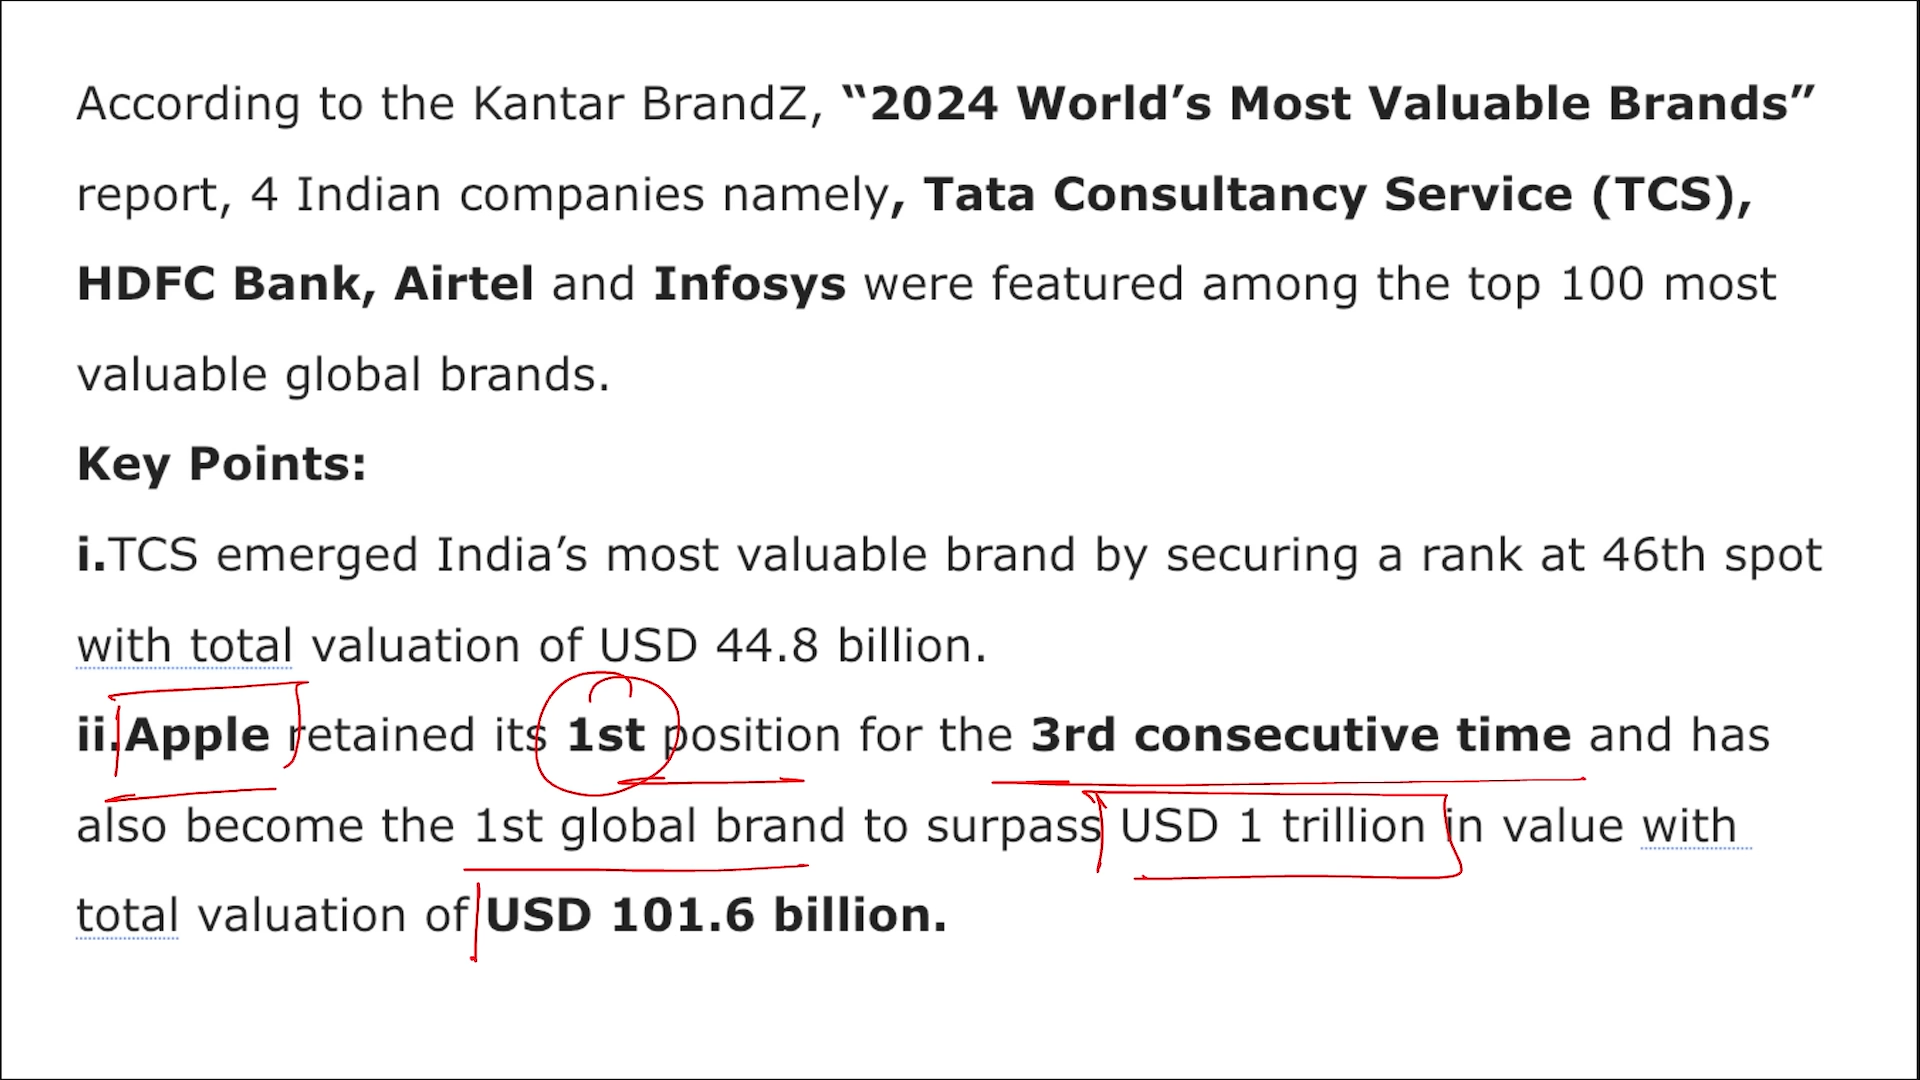 According to the Kantar BrandZ, “2024 World’s Most Valuable Brands”
report, 4 Indian companies namely, Tata Consultancy Service (TCS),
HDFC Bank, Airtel and Infosys were featured among the top 100 most
valuable global brands.
Key Points:
i.TCS emerged India’s most valuable brand by securing a rank at 46th spot
with total valuation of USD 44.8 billion.
ii.Apple retained its 1st position for the 3rd consecutive time and has
also become the 1st global brand to surpass USD 1 trillion in value with
total valuation of USD 101.6 billion.